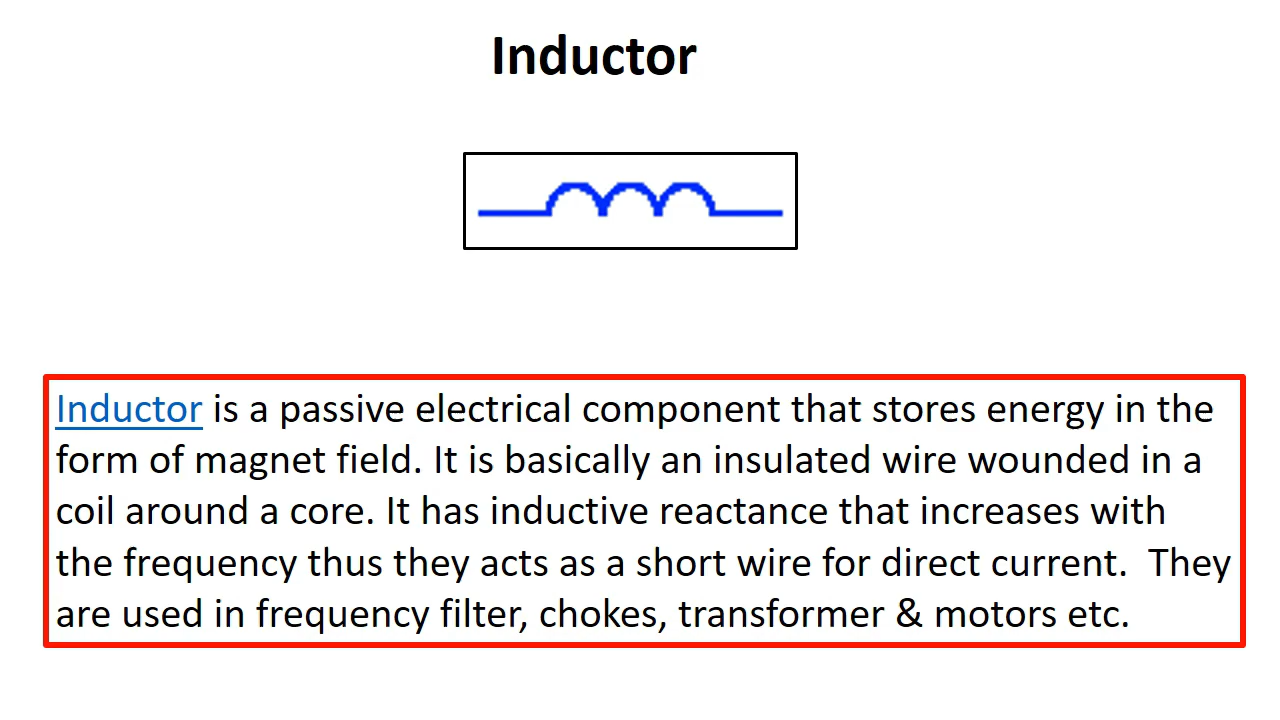 Inductor
Inductor is a passive electrical component that stores energy in the
form of magnet field. It is basically an insulated wire wounded in a
coil around a core. It has inductive reactance that increases with
the frequency thus they acts as a short wire for direct current.  They
are used in frequency filter, chokes, transformer & motors etc.